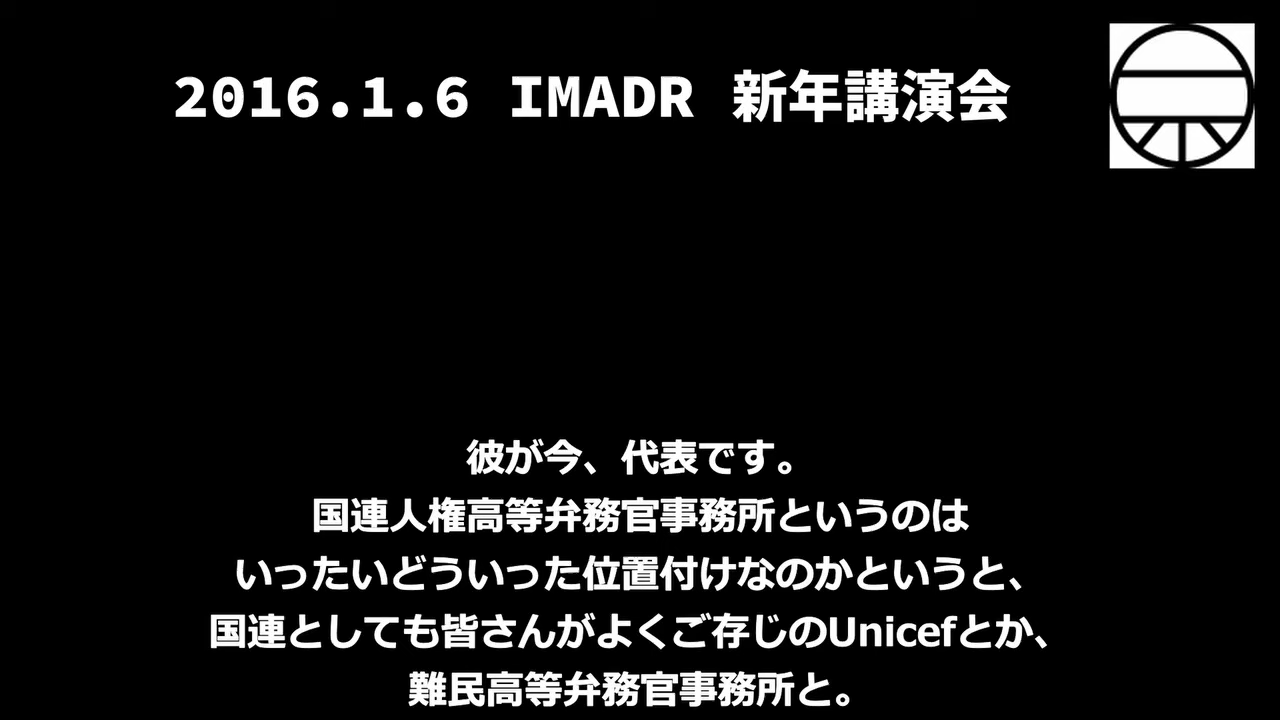 2016.1.6 IMADR 新年講演会
彼が今、代表です。
国連人権高等弁務官事務所というのは
いったいどういった位置付けなのかというと、
国連としても皆さんがよくご存じのUnicefとか、
難民高等弁務官事務所と。